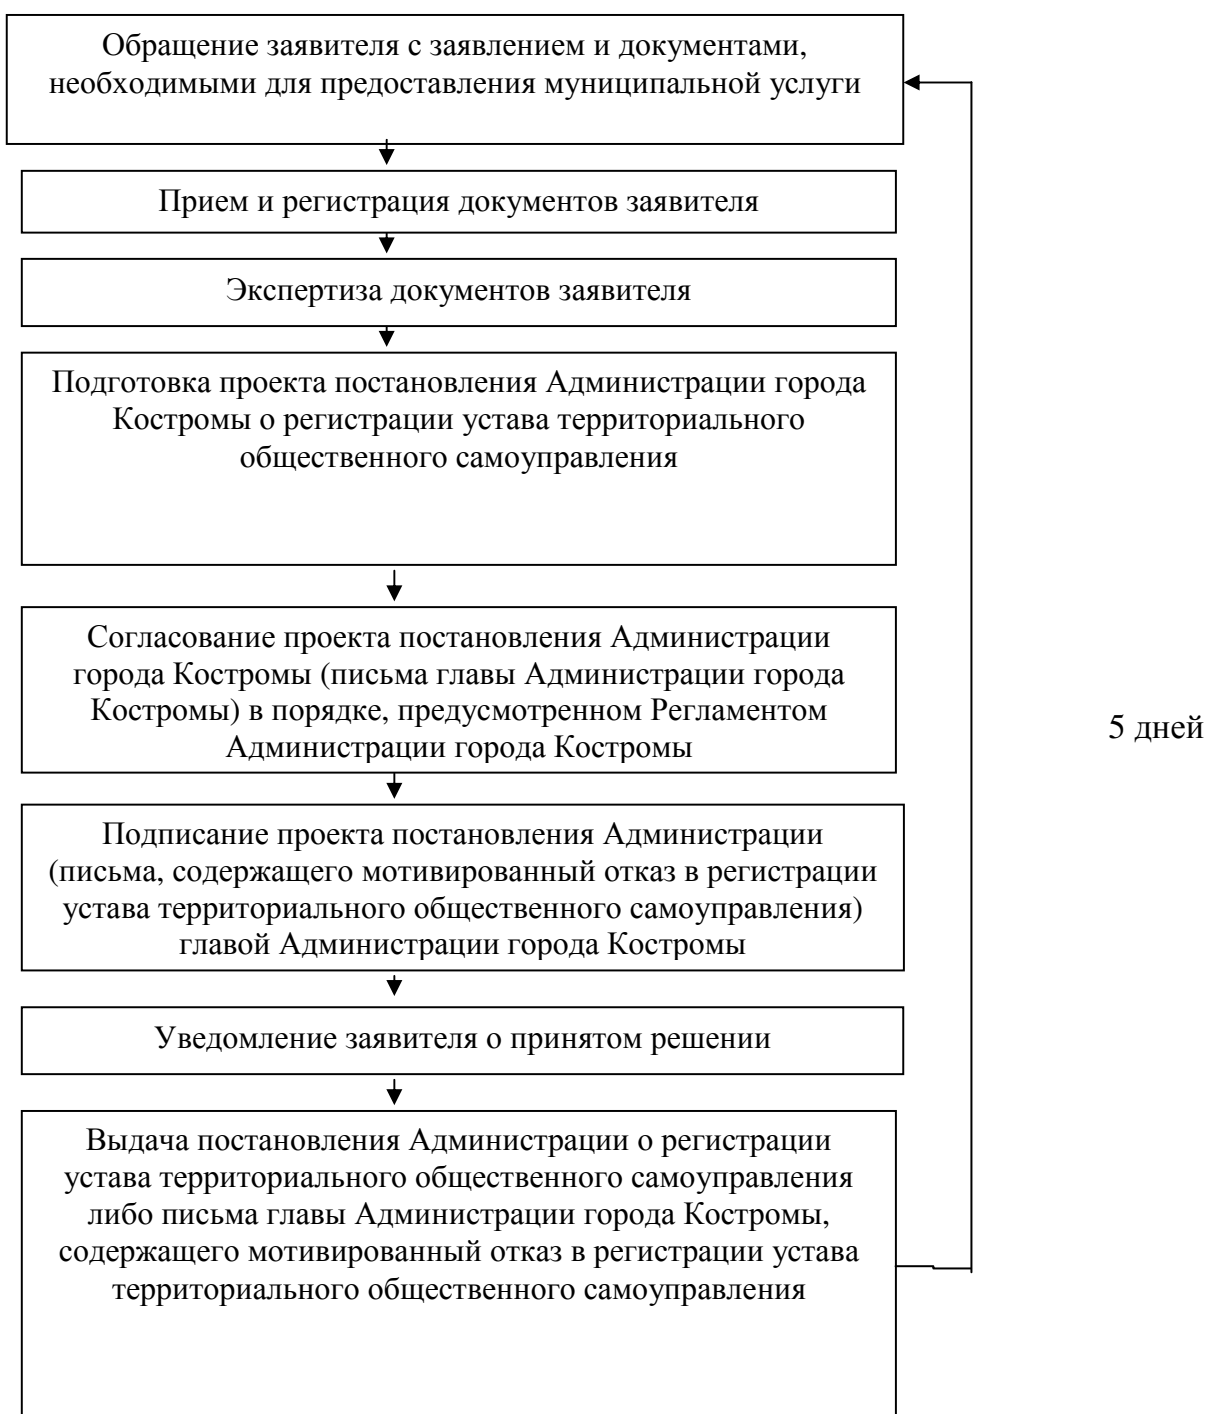 Обращение заявителя с заявлением и документами,
необходимыми для предоставления муниципальной услуги
Прием и регистрация документов заявителя
Экспертиза документов заявителя
Подготовка проекта постановления Администрации города
Костромы о регистрации устава территориального
общественного самоуправления
Согласование проекта постановления Администрации
города Костромы (письма главы Администрации города
Костромы) в порядке, предусмотренном Регламентом
Администрации города Костромы
5 дней
Подписание проекта постановления Администрации
(письма, содержащего мотивированный отказ в регистрации
устава территориального общественного самоуправления)
главой Администрации города Костромы
Уведомление заявителя о принятом решении
Выдача постановления Администрации о регистрации
устава территориального общественного самоуправления
либо письма главы Администрации города Костромы,
содержащего мотивированный отказ в регистрации устава
территориального общественного самоуправления